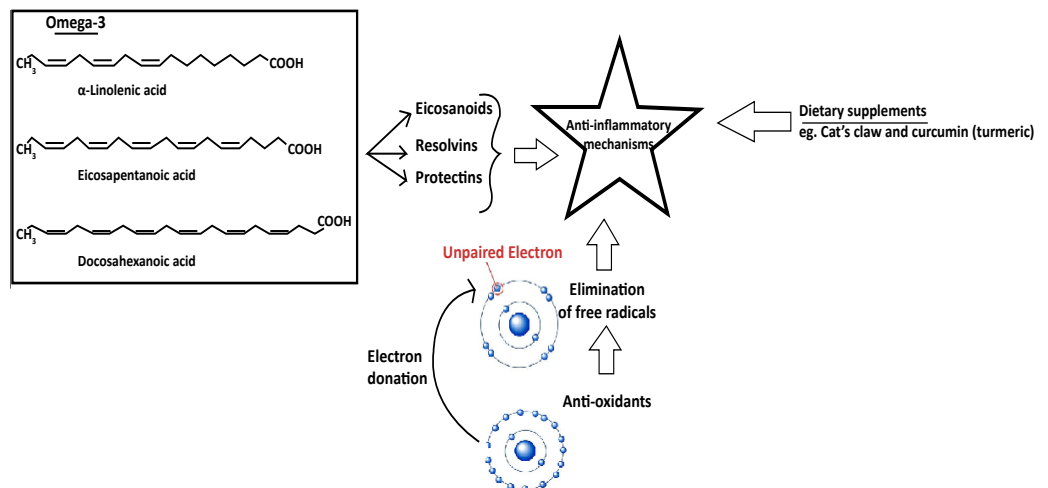 Omega-3
CH3 COOH
α-Linolenic acid
CH3 COOH
Eicosapentanoic acid
CH3 COOH
Docosahexanoic acid
Eicosanoids
Resolvins
Protectins
Anti-inflammatory
mechanisms
Dietary supplements
eg. Cat's claw and curcumin (turmeric)
Unpaired Electron
Elimination
of free radicals
Electron
donation
Anti-oxidants